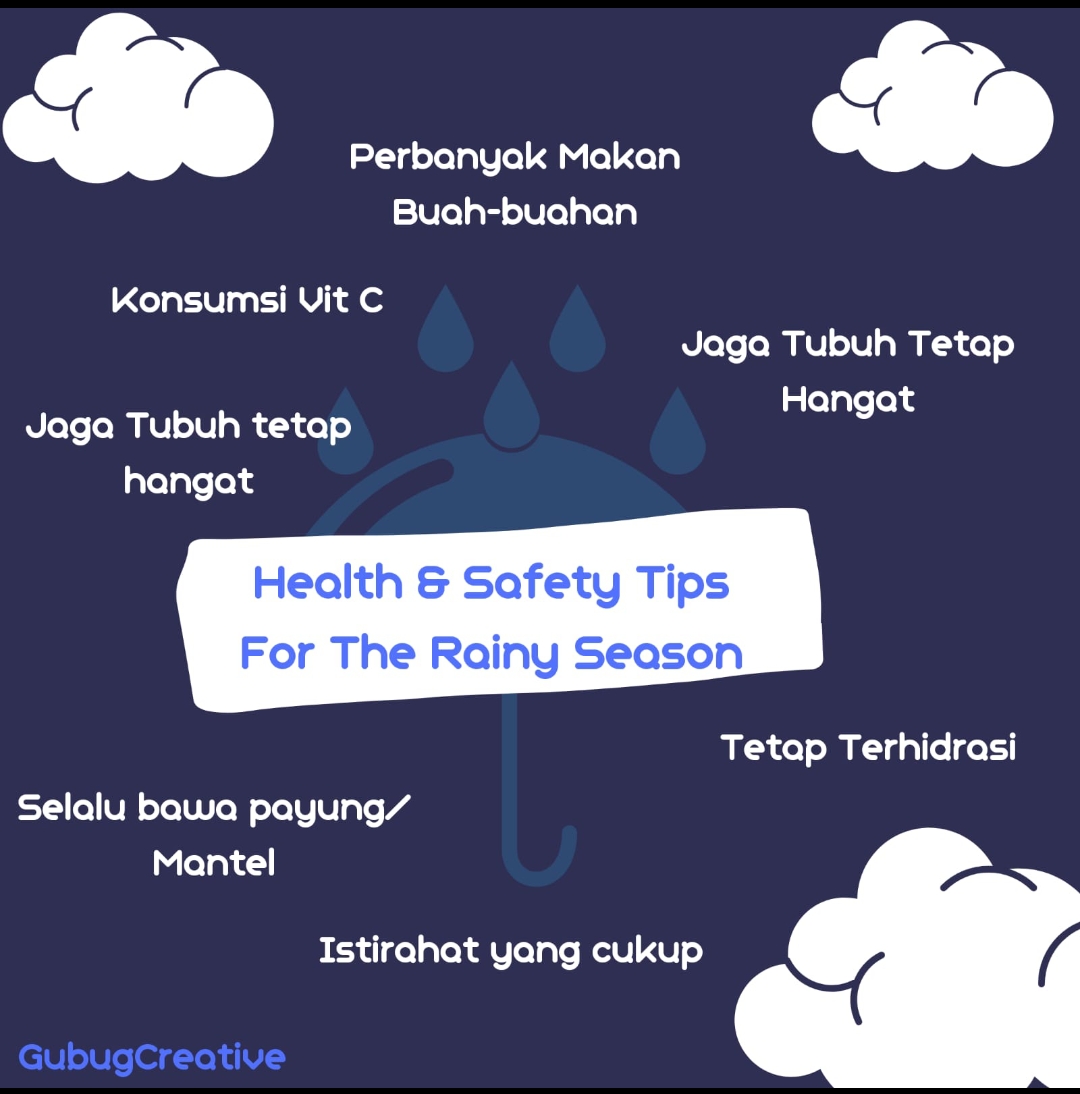 Perbanyak Makan
Buah-buahan
Konsumsi Vit C
Jaga Tubuh Tetap
Hangat
Jaga Tubuh tetap
hangat
Health & Safety Tips
For The Rainy Season
Tetap Terhidrasi
Selalu bawa payung/
Mantel
Istirahat yang cukup
GubugCreative